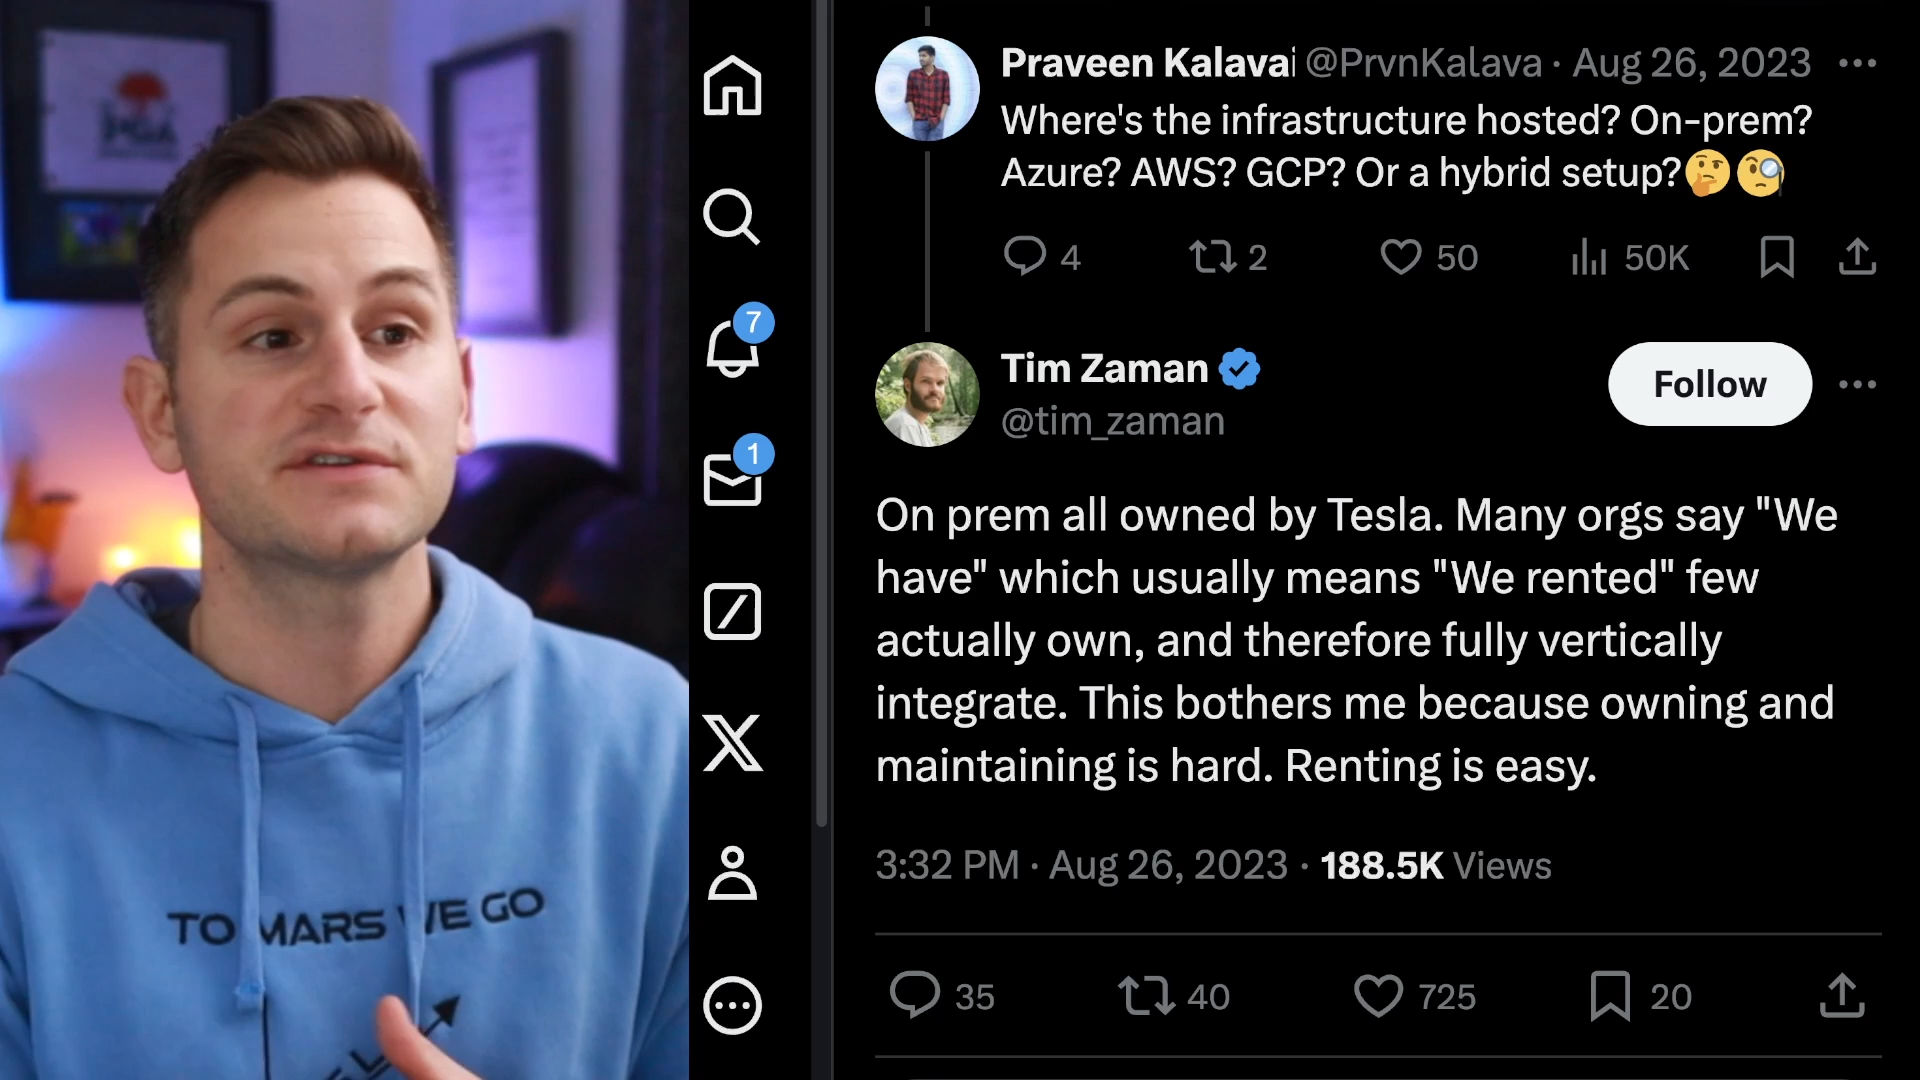 PGA
TO MARS WE GO
7
1
Praveen Kalavai @PrvnKalava · Aug 26, 2023
Where's the infrastructure hosted? On-prem?
Azure? AWS? GCP? Or a hybrid setup?🤔🧐
4 2 50 50K
Tim Zaman
@tim_zaman
Follow
On prem all owned by Tesla. Many orgs say "We
have" which usually means "We rented" few
actually own, and therefore fully vertically
integrate. This bothers me because owning and
maintaining is hard. Renting is easy.
3:32 PM · Aug 26, 2023 · 188.5K Views
35 40 725 20